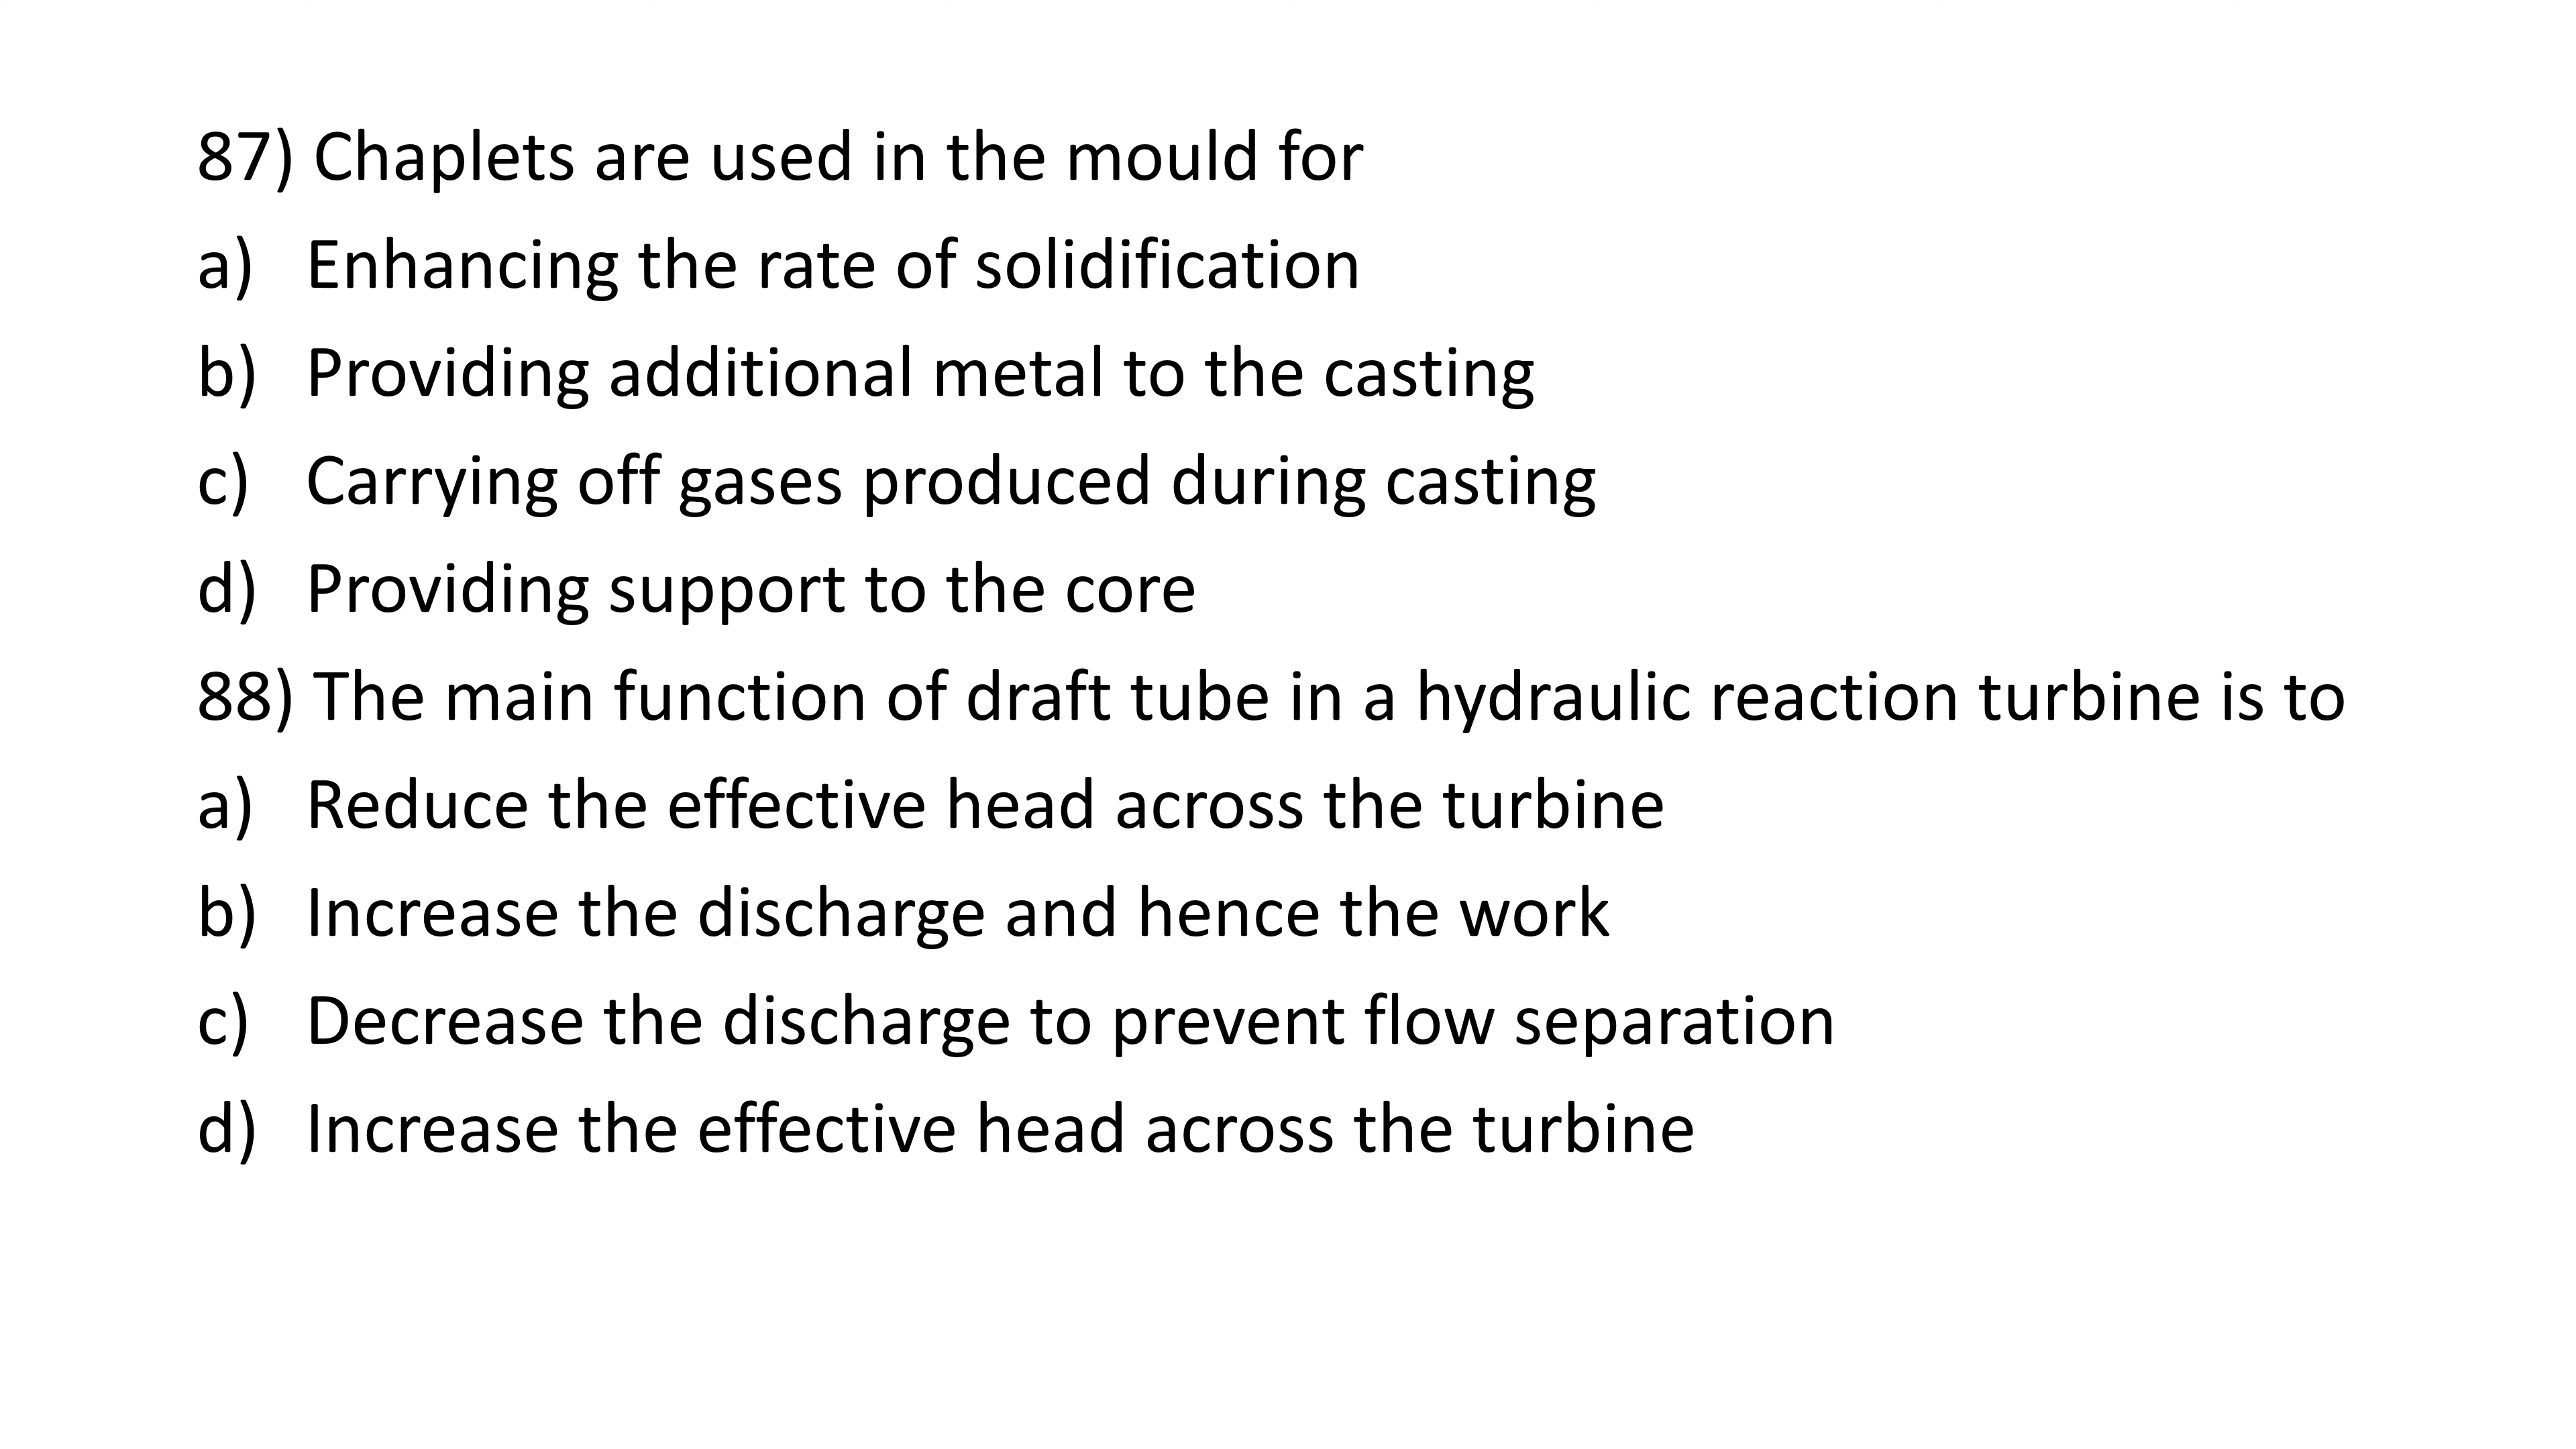 87) Chaplets are used in the mould for
a) Enhancing the rate of solidification
b) Providing additional metal to the casting
c) Carrying off gases produced during casting
d) Providing support to the core
88) The main function of draft tube in a hydraulic reaction turbine is to
a) Reduce the effective head across the turbine
b) Increase the discharge and hence the work
c) Decrease the discharge to prevent flow separation
d) Increase the effective head across the turbine